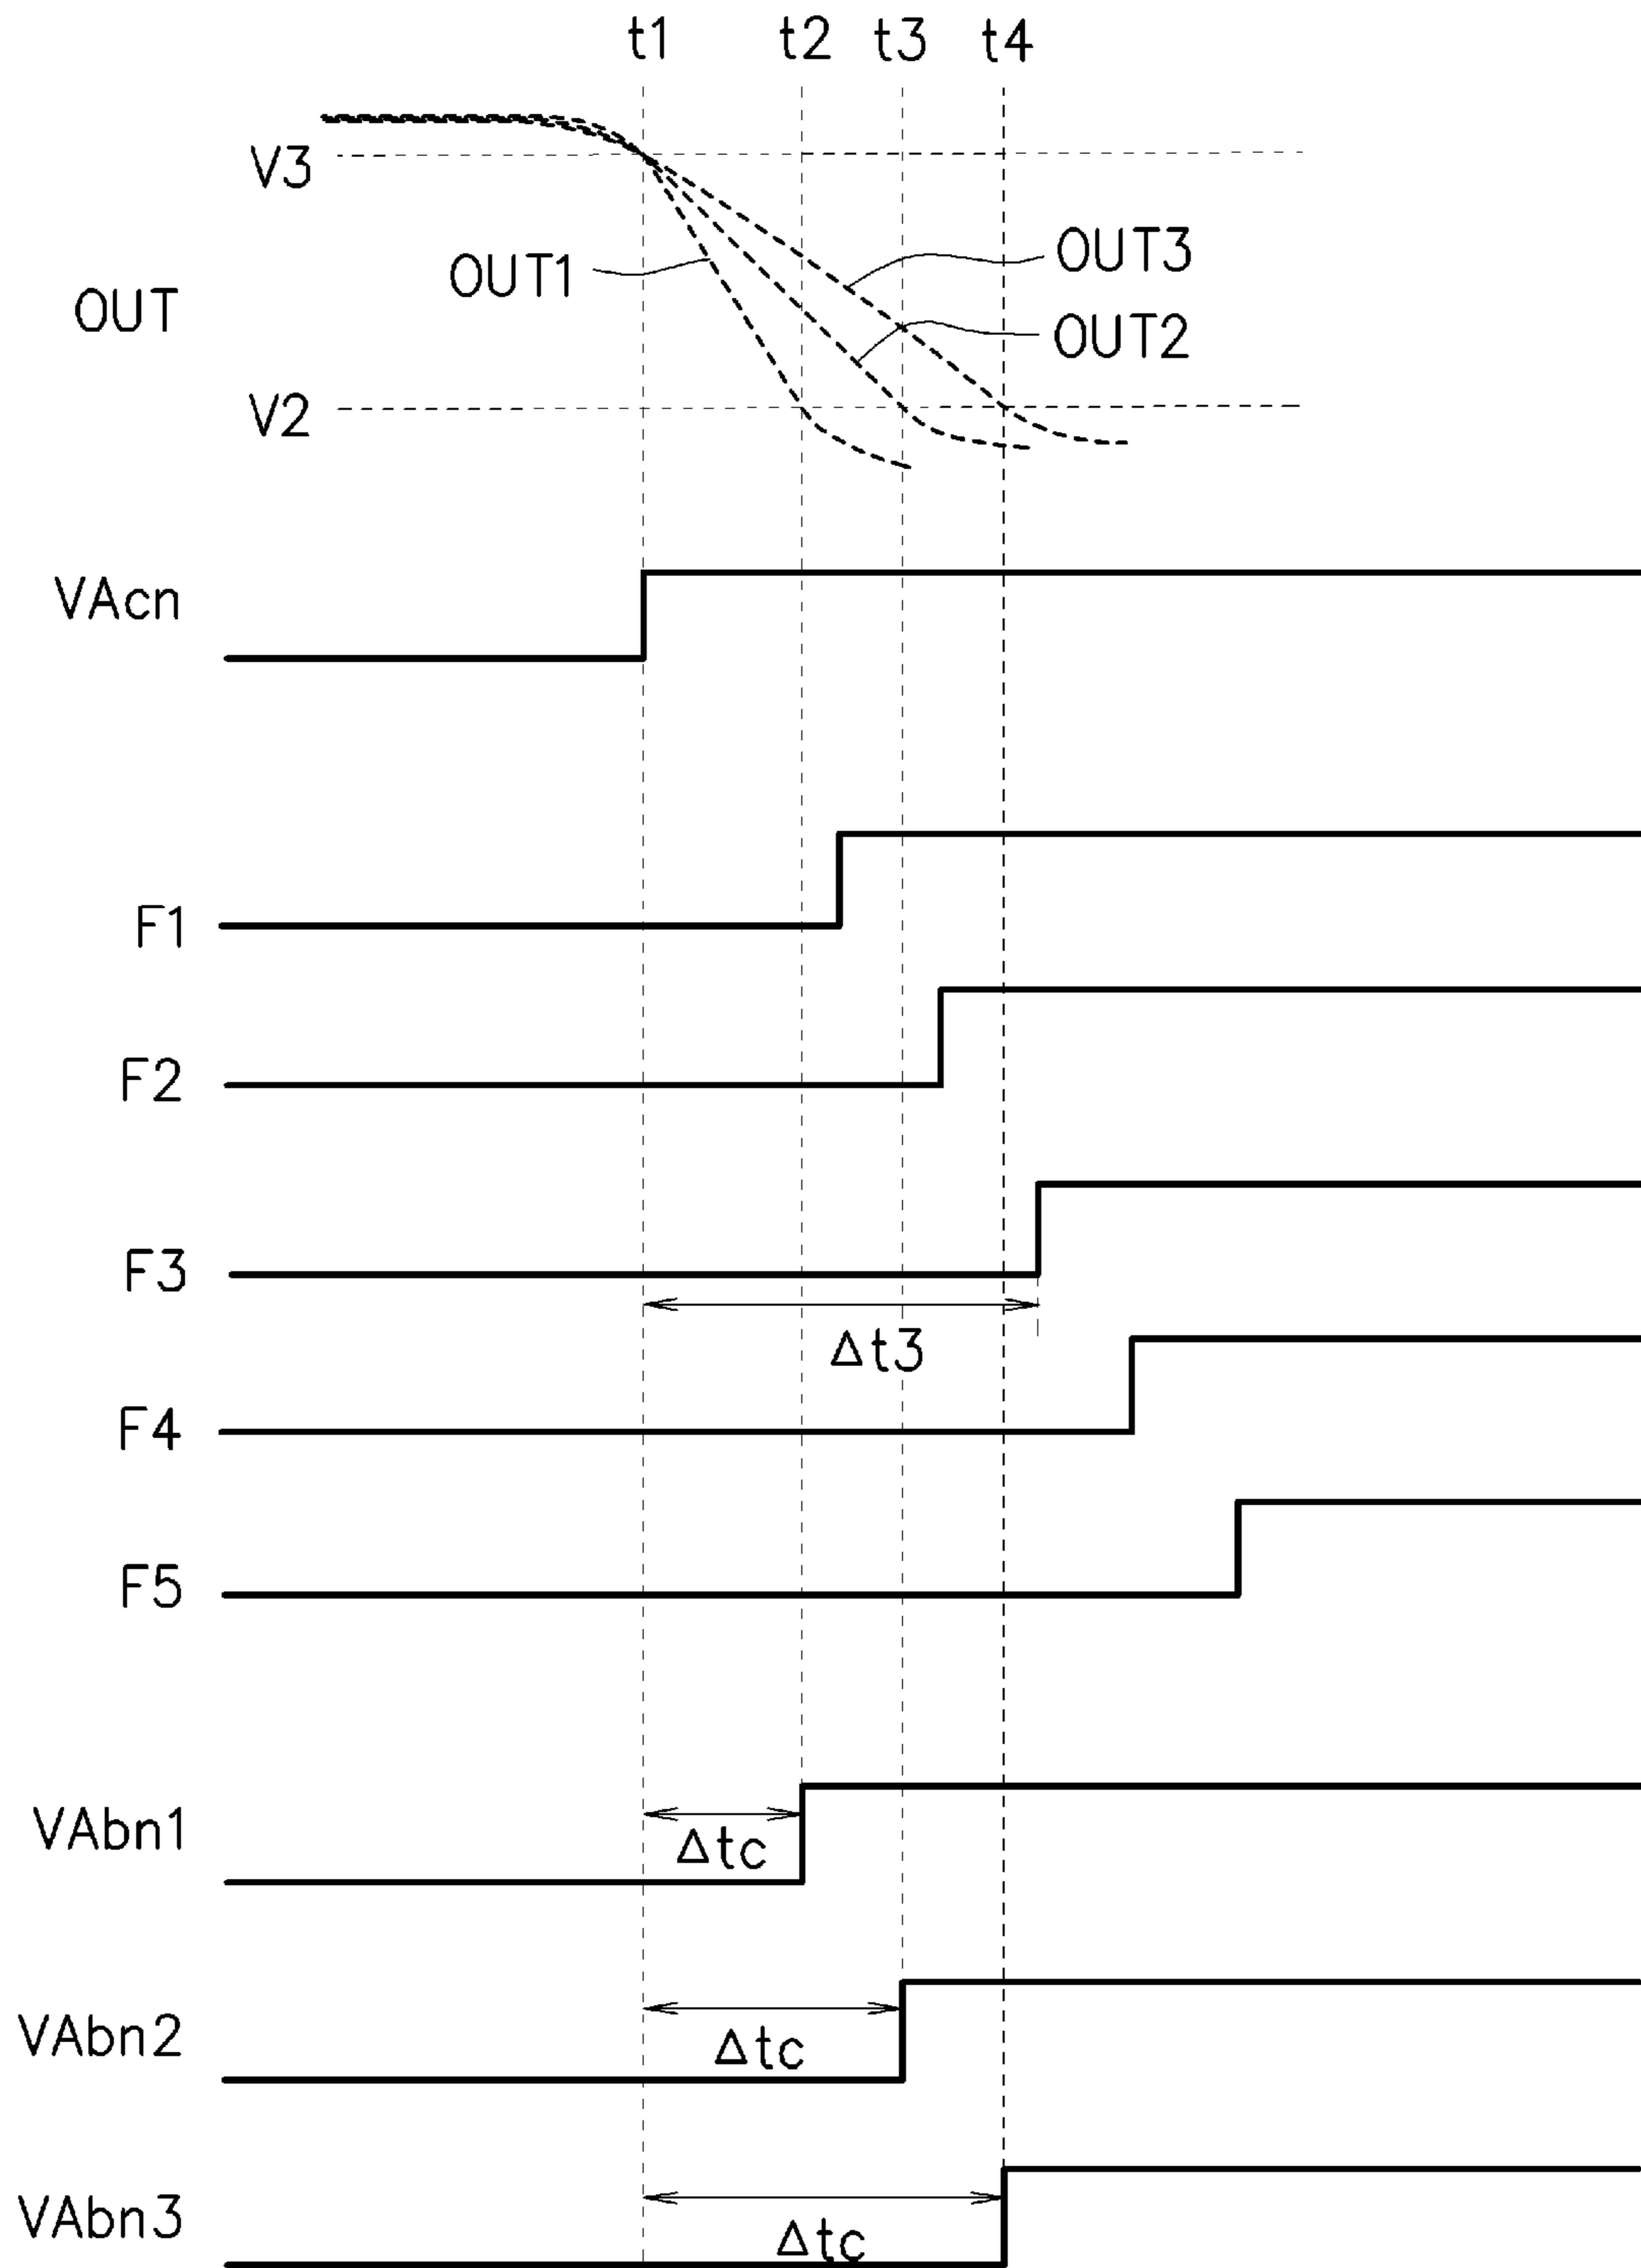 t1 t2 t3 t4
V3
OUT1
OUT3
OUT
OUT2
V2
VAcn
F1
F2
F3
Δt3
F4
F5
VAbn1
Δtc
VAbn2
Δtc
VAbn3
Δtc